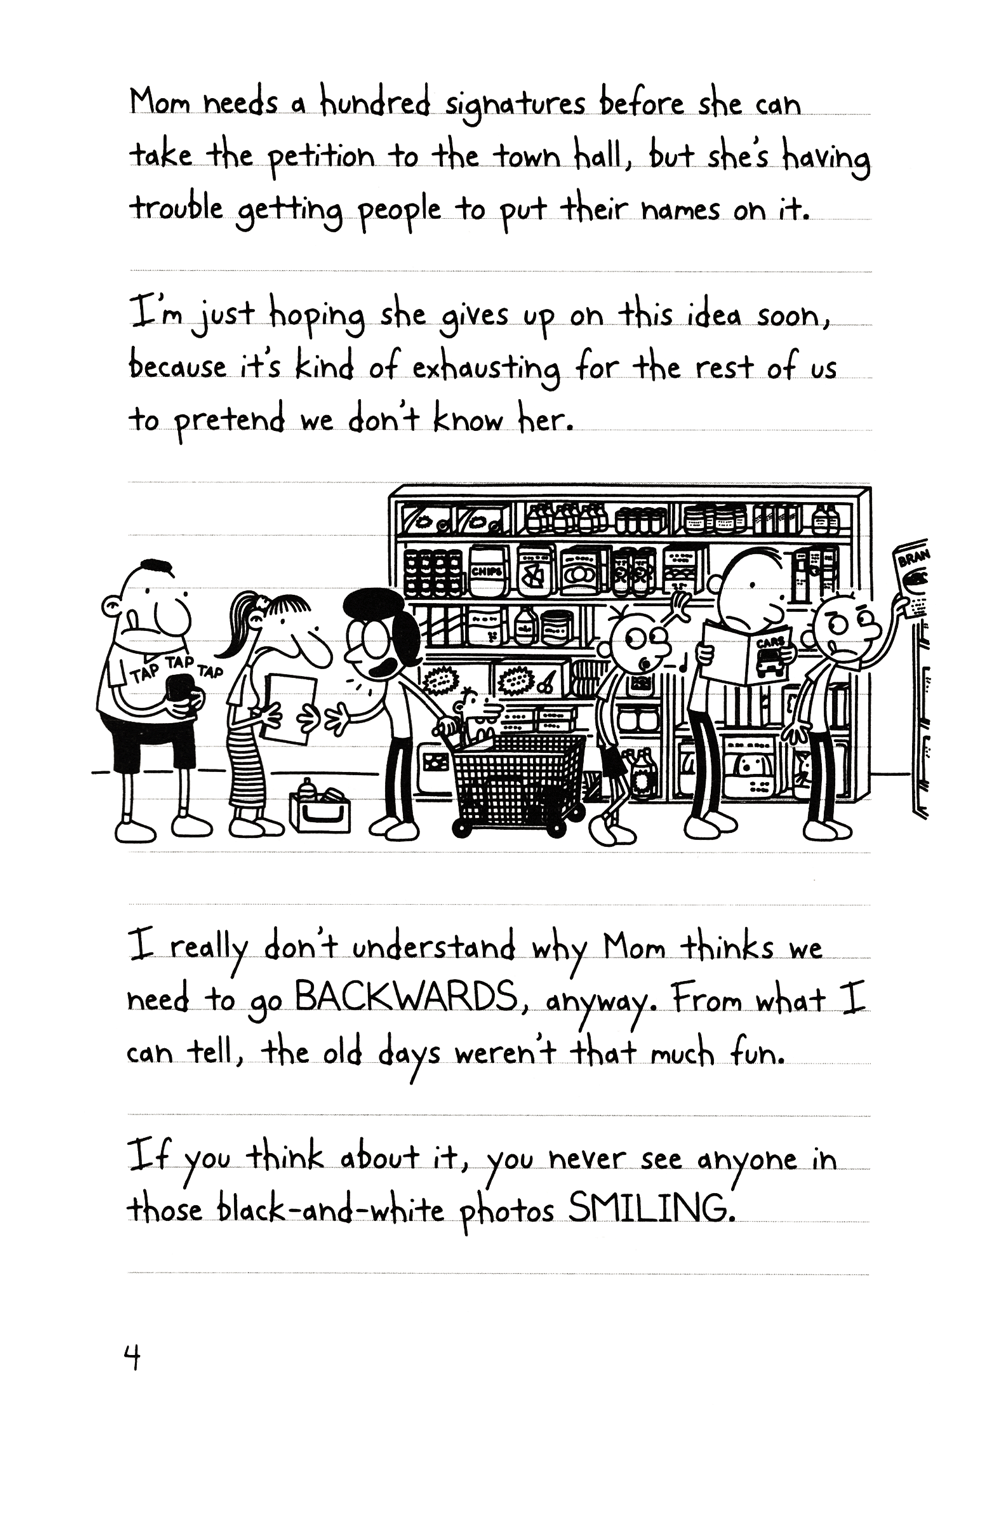 Mom needs a hundred signatures before she can
take the petition to the town hall, but she's having
trouble getting people to put their names on it.
I'm just hoping she gives up on this idea soon,
because it's kind of exhausting for the rest of us
to pretend we don't know her.
TAP TAP TAP
CHIPS
CARS
BRAN
I really don't understand why Mom thinks we
need to go BACKWARDS, anyway. From what I
can tell, the old days weren't that much fun.
If you think about it, you never see anyone in
those black-and-white photos SMILING.
4